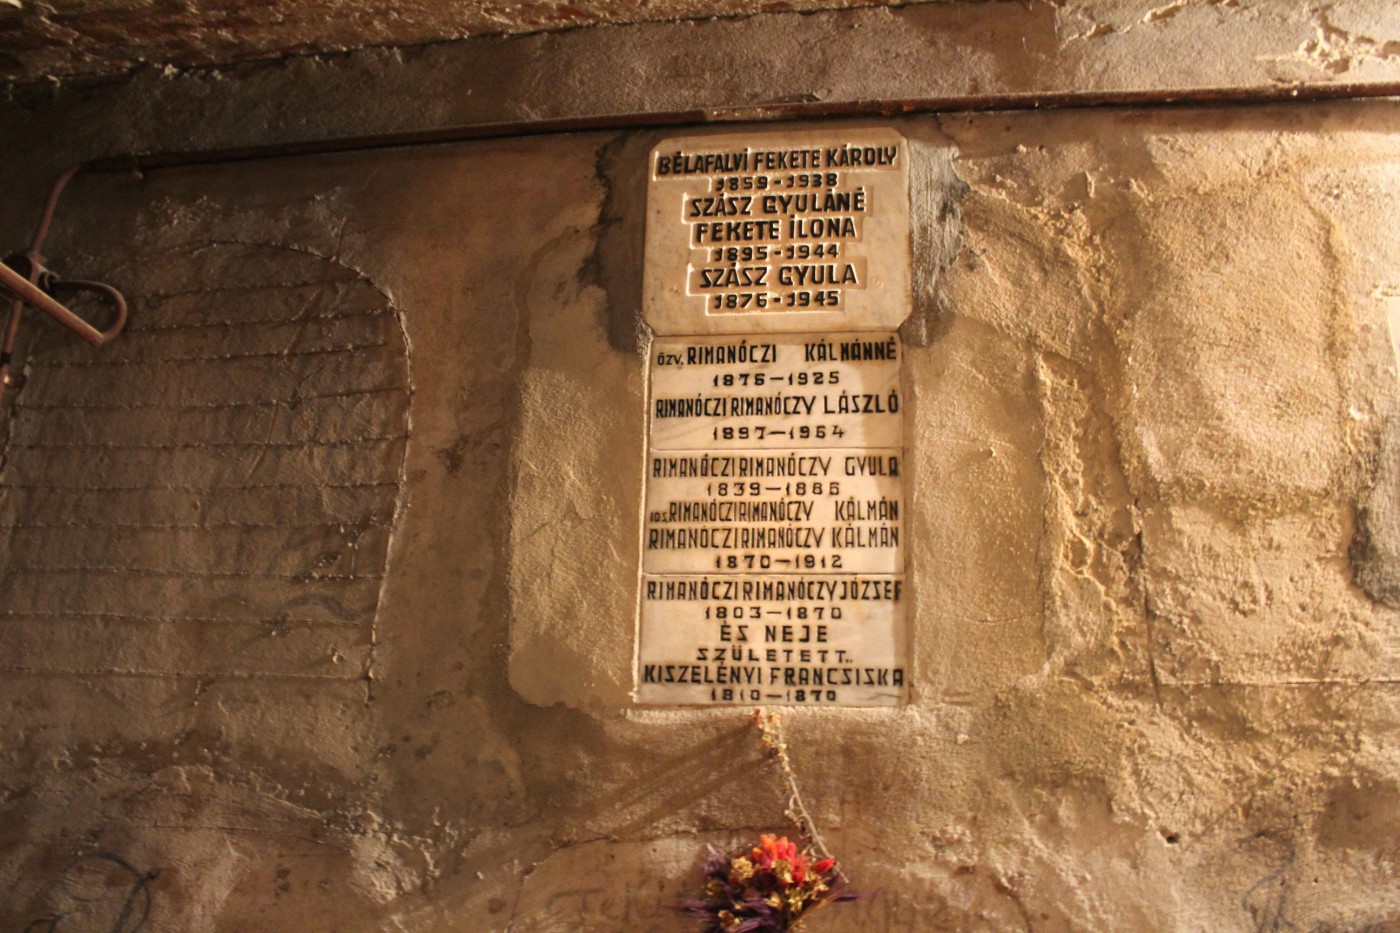 BÉLAFALVI FEKETE KÁROLY
1859-1938
SZÁSZ GYULÁNÉ
FEKETE ILONA
1895-1944
SZÁSZ GYULA
1876-1945
ÖZV. RIMANÓCZI KÁLMÁNNÉ
1876-1925
RIMANÓCZI RIMANÓCZY LÁSZLÓ
1897-1964
RIMANÓCZI RIMANÓCZY GYULA
1839-1885
IDS. RIMANÓCZI RIMANÓCZY KÁLMÁN
RIMANÓCZI RIMANÓCZY KÁLMÁN
1870-1912
RIMANÓCZI RIMANÓCZY JÓZSEF
1803-1870
ÉS NEJE
SZÜLETETT..
KISZELÉNYI FRANCSISKA
1810-1870